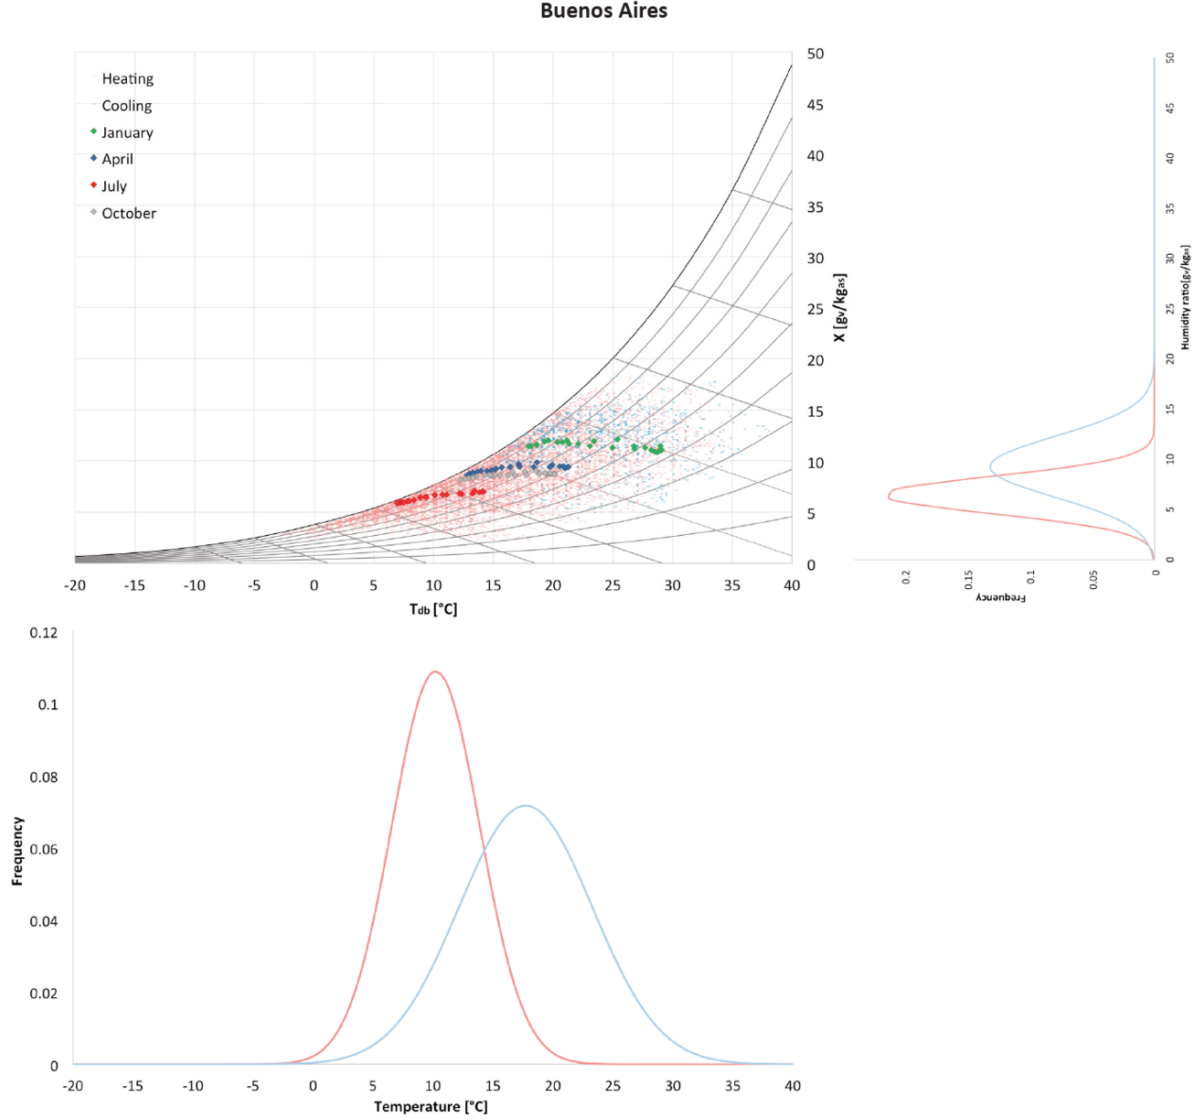 Buenos Aires
Heating
Cooling
January
April
July
October
50
45
40
35
30
25
20
15
10
5
0
X [gv/kgas]
-20 -15 -10 -5 0 5 10 15 20 25 30 35 40
Tdb [°C]
50
45
40
35
30
25
20
15
10
5
0
Humidity ratio[gv/kgas]
0.2 0.15 0.1 0.05 0
Frequency
0.12
0.1
0.08
0.06
0.04
0.02
0
Frequency
-20 -15 -10 -5 0 5 10 15 20 25 30 35 40
Temperature [°C]